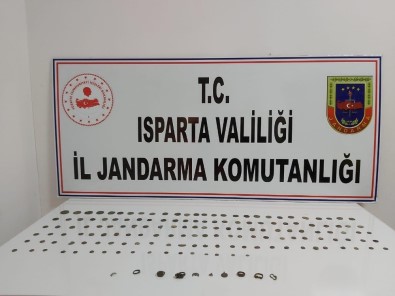 T.C.
ISPARTA VALİLİĞİ
İL JANDARMA KOMUTANLIĞI